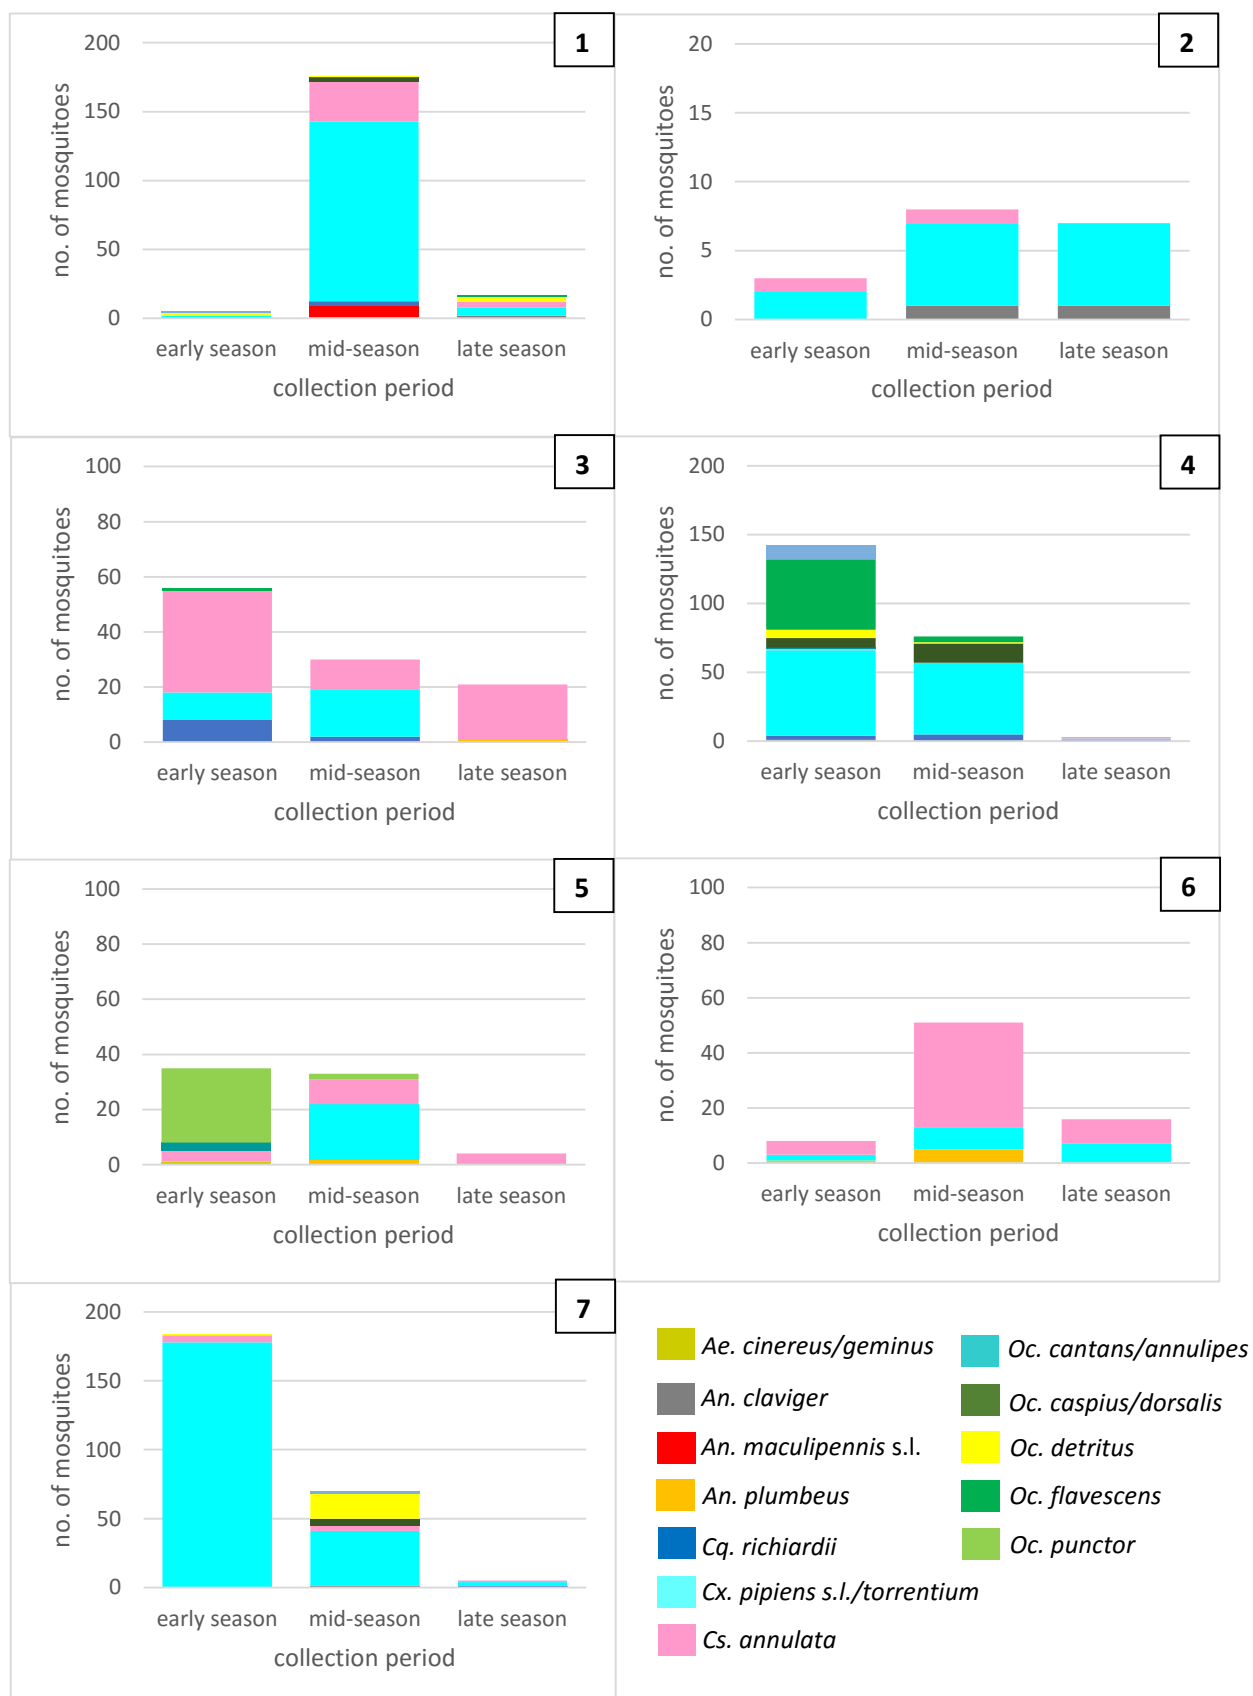 1
200
150
100
50
0
no. of mosquitoes
early season mid-season late season
collection period
2
20
15
10
5
0
no. of mosquitoes
early season mid-season late season
collection period
3
100
80
60
40
20
0
no. of mosquitoes
early season mid-season late season
collection period
4
200
150
100
50
0
no. of mosquitoes
early season mid-season late season
collection period
5
100
80
60
40
20
0
no. of mosquitoes
early season mid-season late season
collection period
6
100
80
60
40
20
0
no. of mosquitoes
early season mid-season late season
collection period
7
200
150
100
50
0
no. of mosquitoes
early season mid-season late season
collection period
Ae. cinereus/geminus
An. claviger
An. maculipennis s.l.
An. plumbeus
Cq. richiardii
Cx. pipiens s.l./torrentium
Cs. annulata
Oc. cantans/annulipes
Oc. caspius/dorsalis
Oc. detritus
Oc. flavescens
Oc. punctor